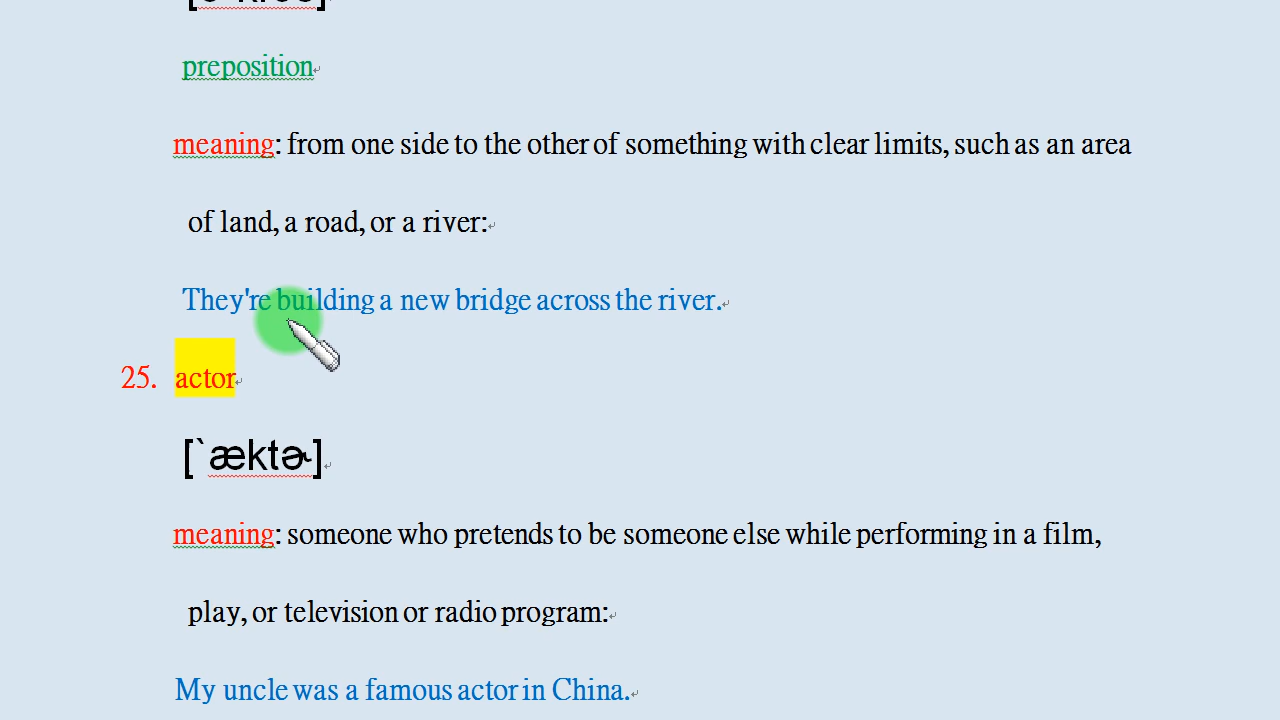 preposition
meaning: from one side to the other of something with clear limits, such as an area
of land, a road, or a river:
They're building a new bridge across the river.
25. actor
[`æktɚ]
meaning: someone who pretends to be someone else while performing in a film,
play, or television or radio program:
My uncle was a famous actor in China.